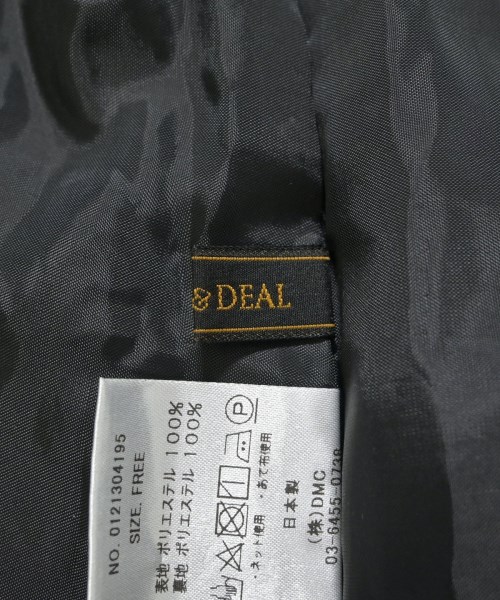 & DEAL
NO. 0121304195
SIZE. FREE
表地 ポリエステル 100%
裏地 ポリエステル 100%
P
・ネット使用 ・あて布使用
日本製
(株)DMC
03-6455-0738